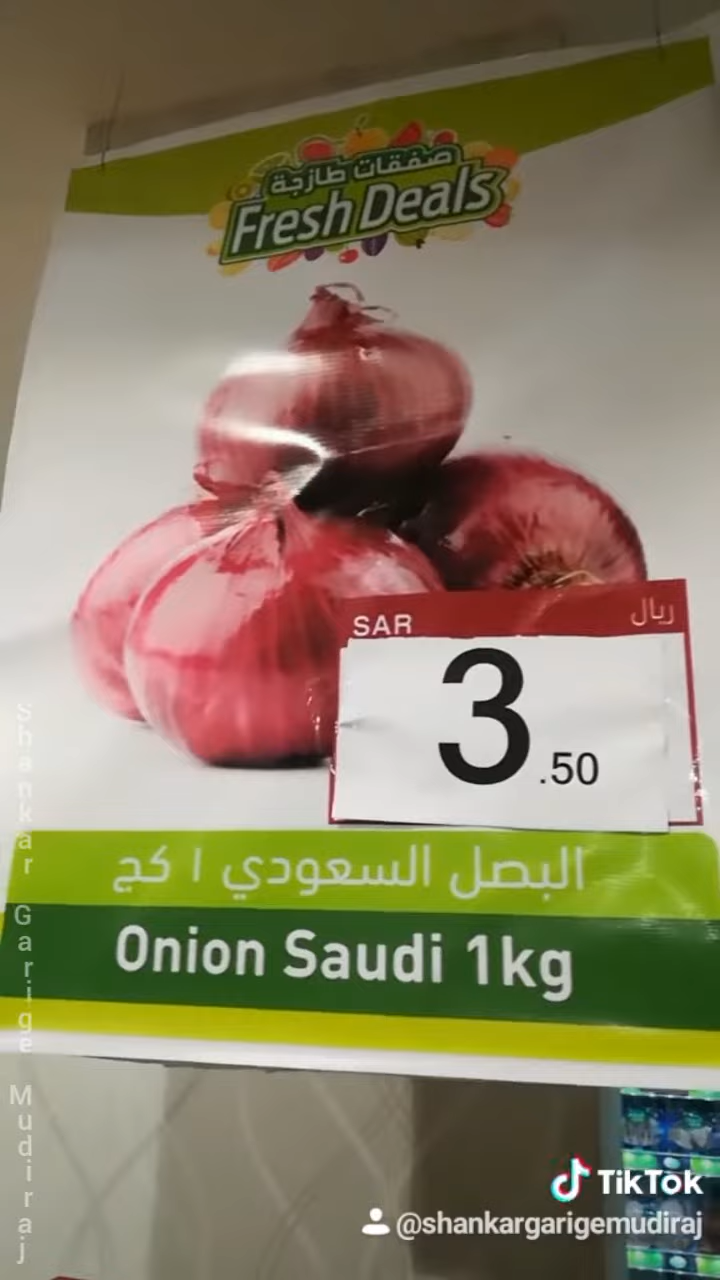 صفقات طازجة
Fresh Deals
SAR ريال
3.50
البصل السعودي ١ كج
Onion Saudi 1kg
Shankar Garige Mudiraj
TikTok
@shankargarigemudiraj